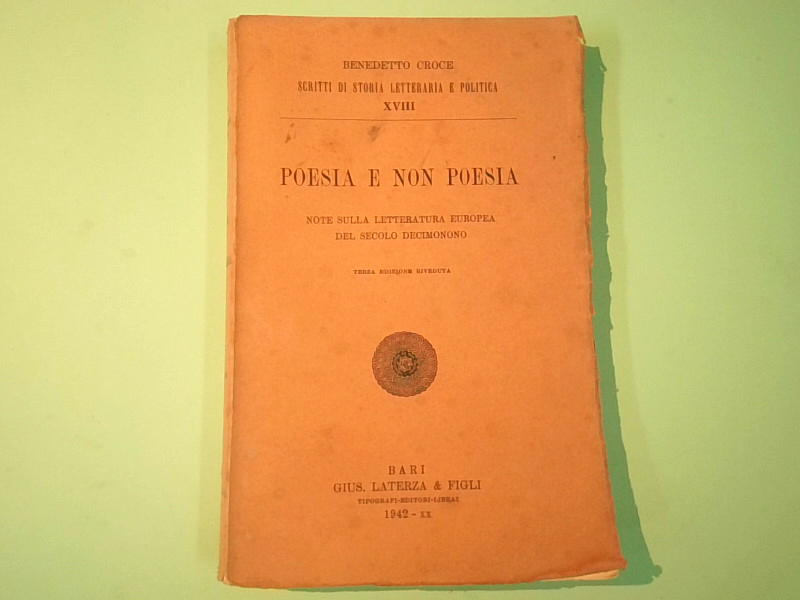 BENEDETTO CROCE
SCRITTI DI STORIA LETTERARIA E POLITICA
XVIII
POESIA E NON POESIA
NOTE SULLA LETTERATURA EUROPEA
DEL SECOLO DECIMONONO
TERZA EDIZIONE RIVEDUTA
BARI
GIUS. LATERZA & FIGLI
TIPOGRAFI-EDITORI-LIBRAI
1942 - XX